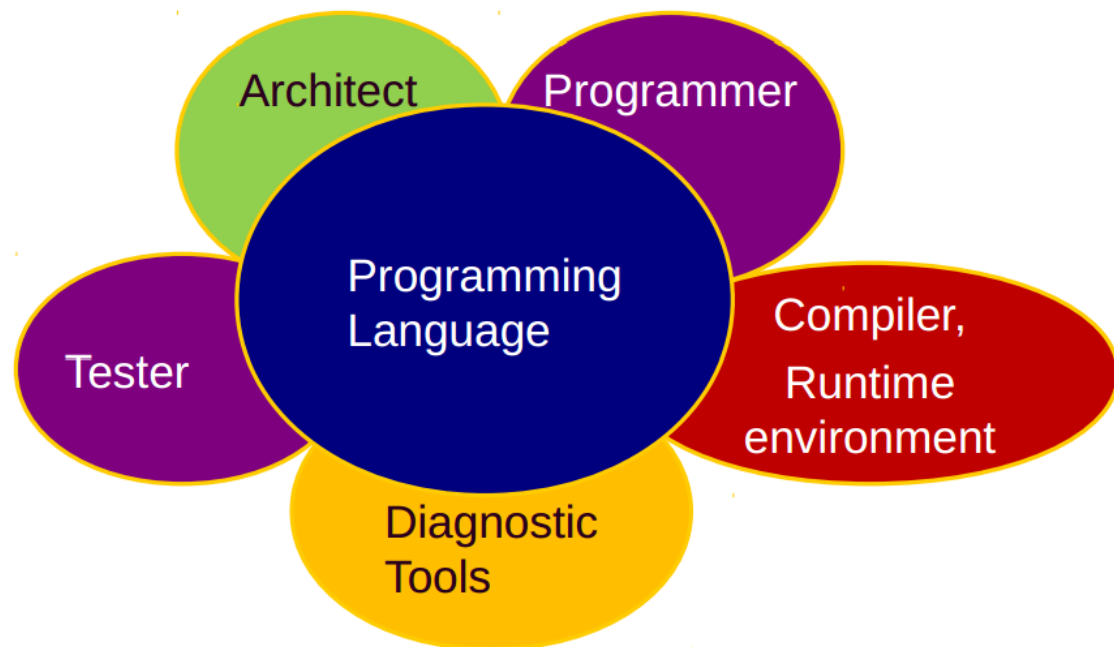 Architect
Programmer
Programming
Language
Compiler,
Runtime
environment
Tester
Diagnostic
Tools